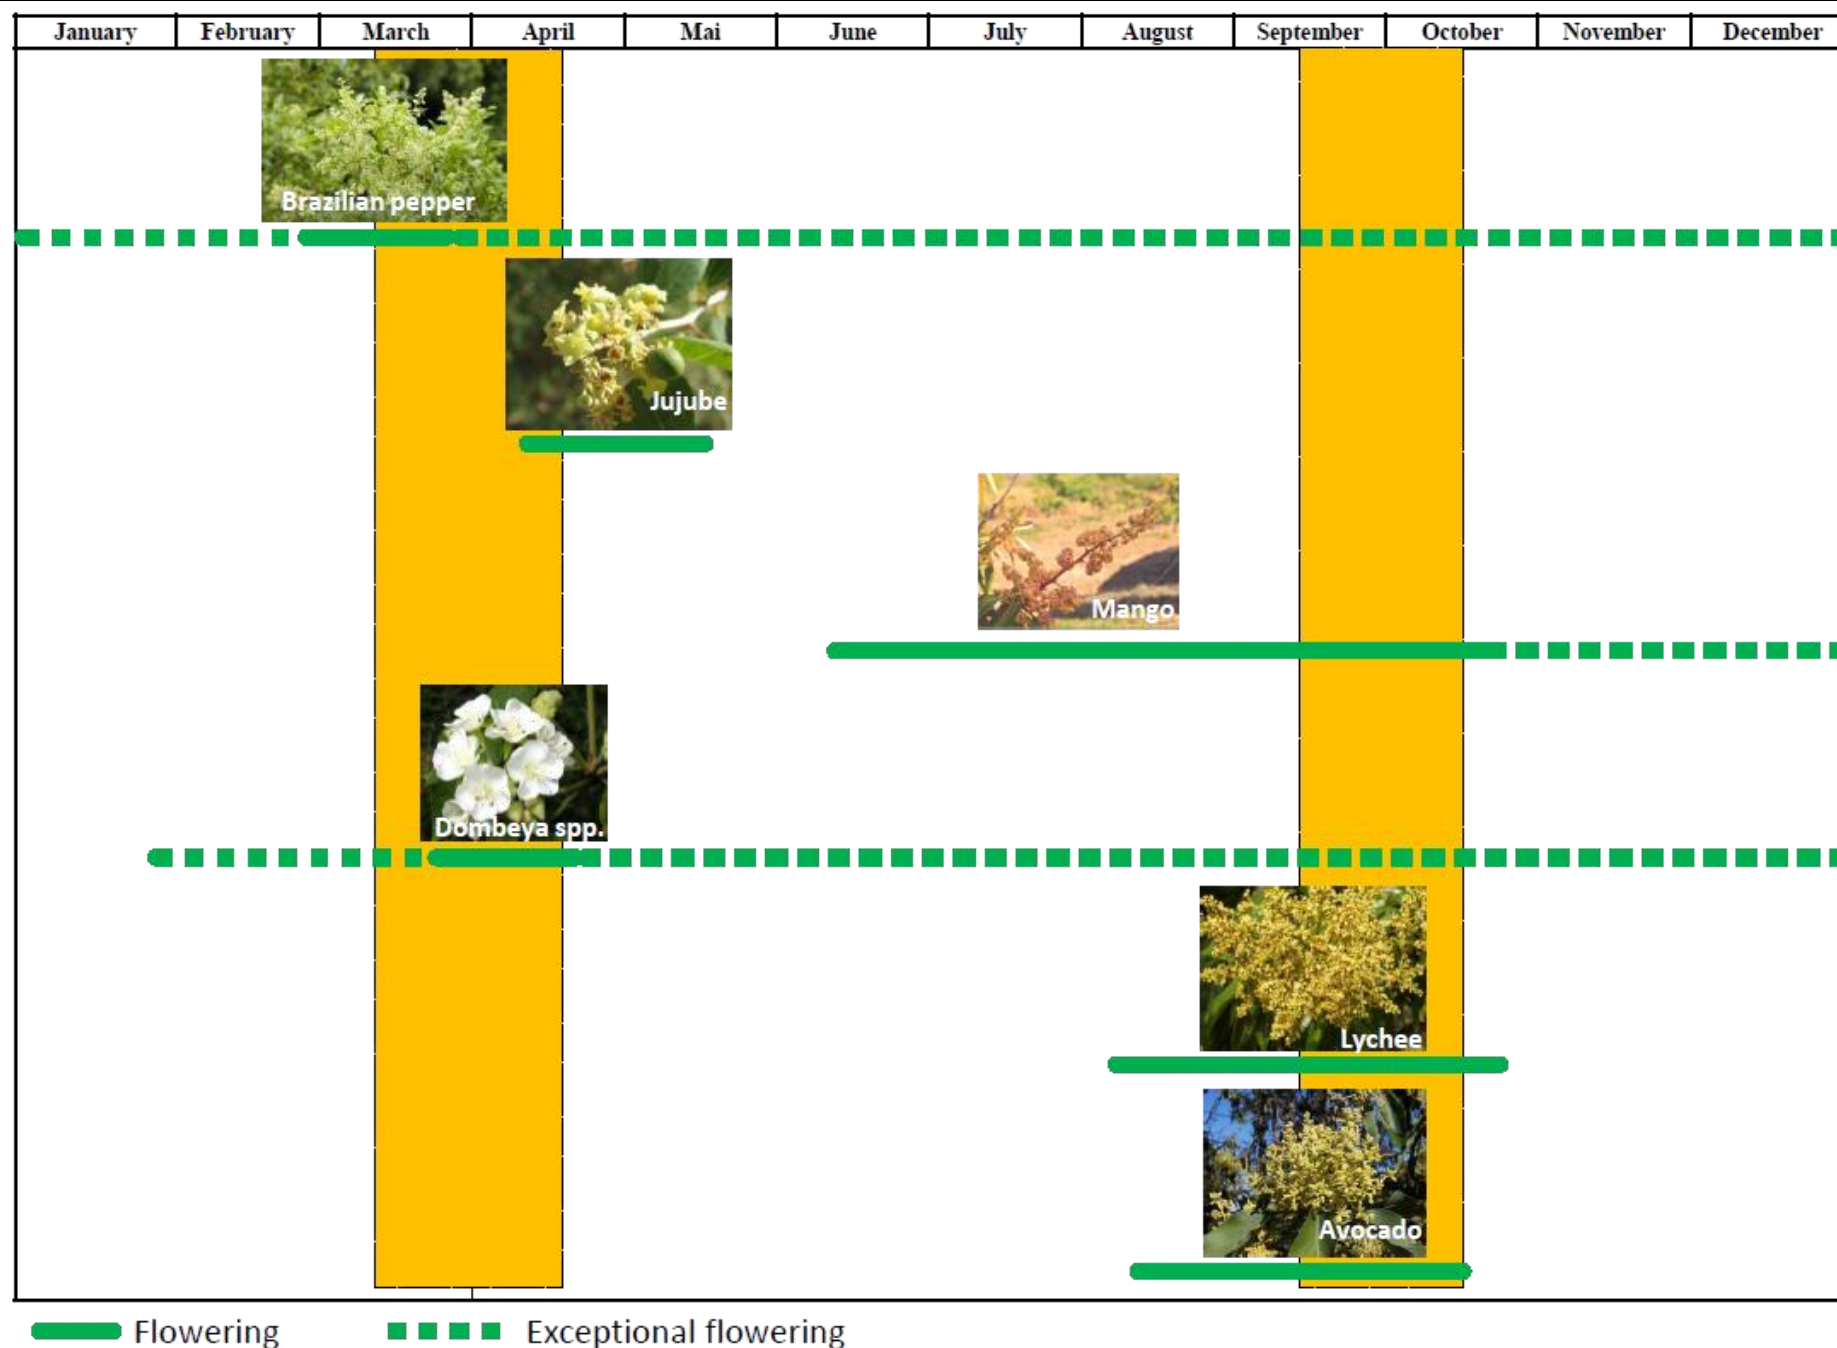 January February March April Mai June July August September October November December
Brazilian pepper
Jujube
Mango
Dombeya spp.
Lychee
Avocado
Flowering Exceptional flowering